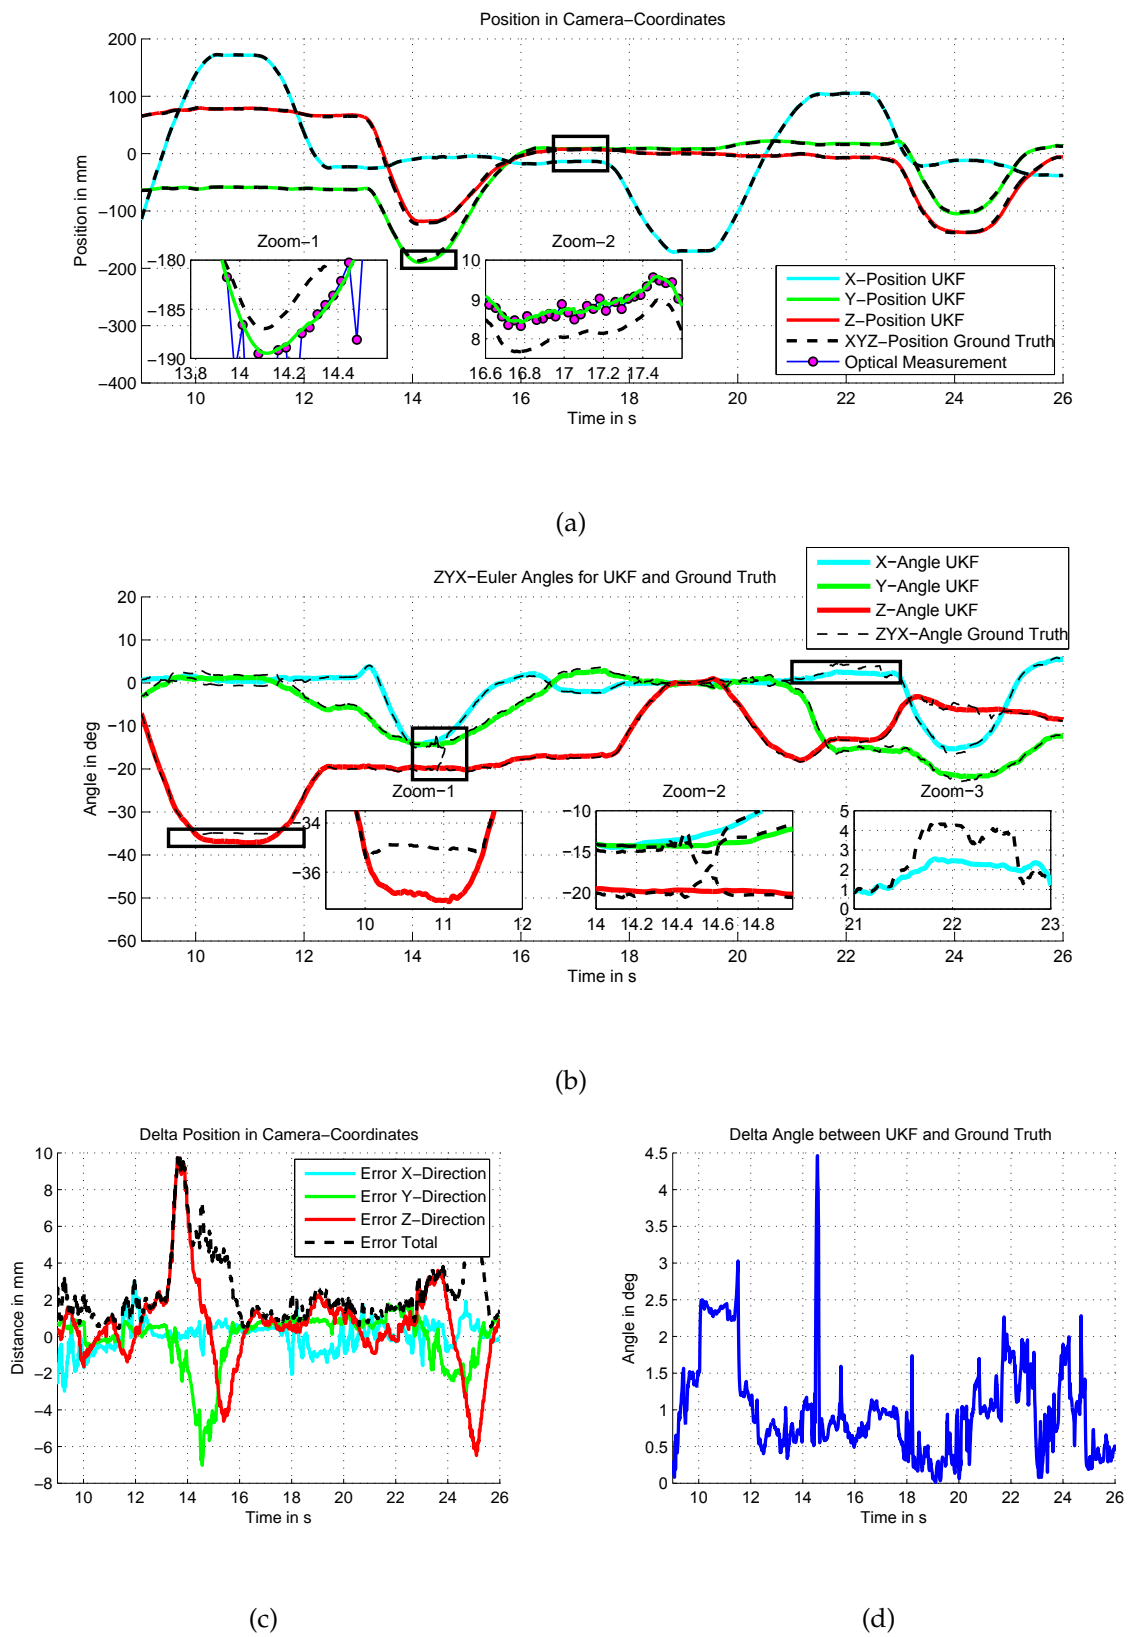 Position in Camera−Coordinates
200
100
0
−100
−200
−300
−400
Position in mm
Zoom−1
−180
−185
−190
13.8 14 14.2 14.4
Zoom−2
10
9
8
16.6 16.8 17 17.2 17.4
X−Position UKF
Y−Position UKF
Z−Position UKF
XYZ−Position Ground Truth
Optical Measurement
10 12 14 16 18 20 22 24 26
Time in s
(a)
ZYX−Euler Angles for UKF and Ground Truth
X−Angle UKF
Y−Angle UKF
Z−Angle UKF
ZYX−Angle Ground Truth
20
10
0
−10
−20
−30
−40
−50
−60
Angle in deg
Zoom−1
−34
−36
10 11 12
Zoom−2
−10
−15
−20
14 14.2 14.4 14.6 14.8
Zoom−3
5
4
3
2
1
0
21 22 23
10 12 14 16 18 20 22 24 26
Time in s
(b)
Delta Position in Camera−Coordinates
10
8
6
4
2
0
−2
−4
−6
−8
Distance in mm
Error X−Direction
Error Y−Direction
Error Z−Direction
Error Total
10 12 14 16 18 20 22 24 26
Time in s
(c)
Delta Angle between UKF and Ground Truth
4.5
4
3.5
3
2.5
2
1.5
1
0.5
0
Angle in deg
10 12 14 16 18 20 22 24 26
Time in s
(d)